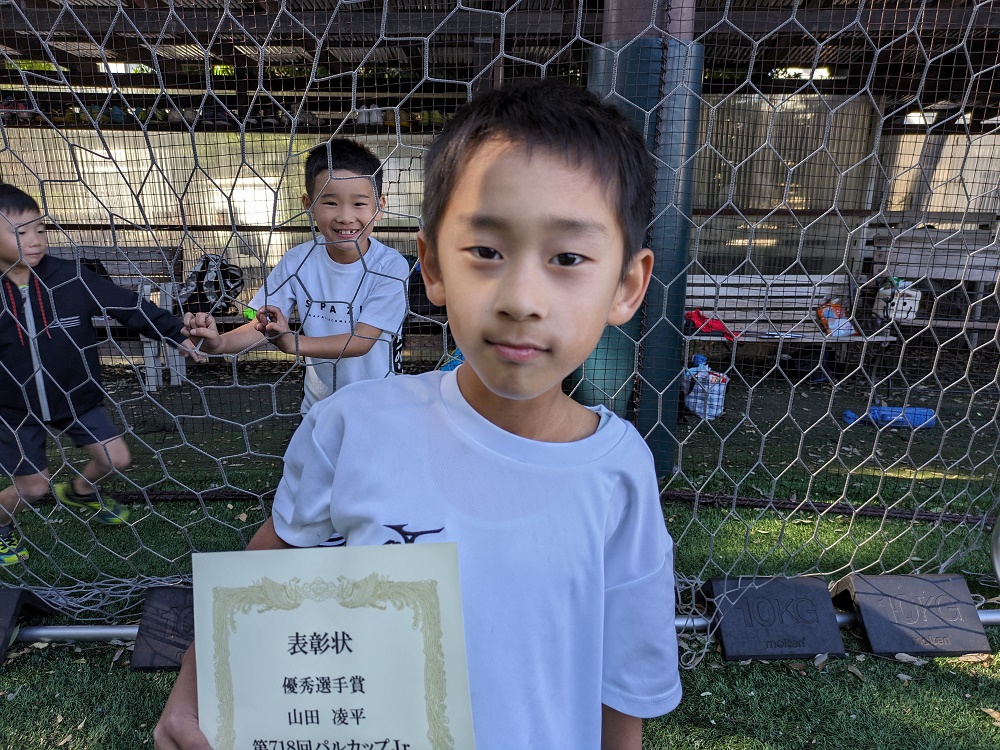 SPAZIO
表彰状
優秀選手賞
山田 凌平
第718回パルカップJr
10KG
molten
10KG
molten